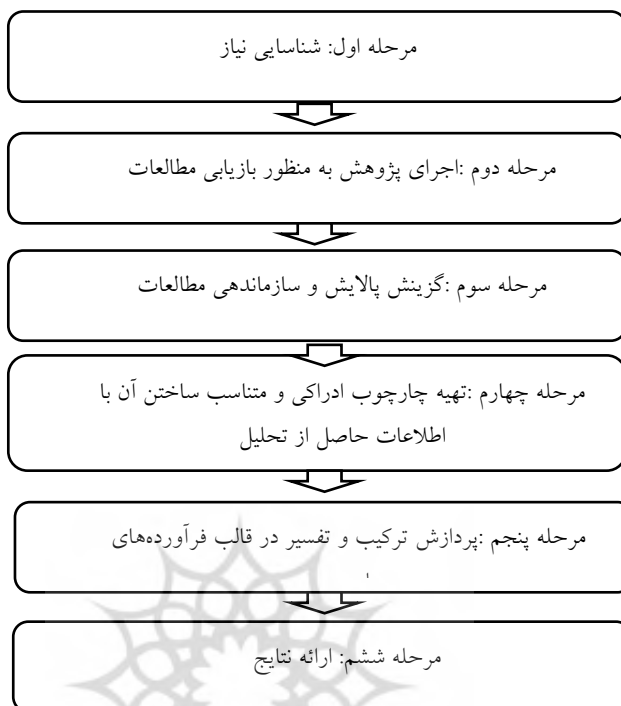 مرحله اول: شناسایی نیاز
مرحله دوم :اجرای پژوهش به منظور بازیابی مطالعات
مرحله سوم :گزینش پالایش و سازماندهی مطالعات
مرحله چهارم :تهیه چارچوب ادراکی و متناسب ساختن آن با
اطلاعات حاصل از تحلیل
مرحله پنجم :پردازش ترکیب و تفسیر در قالب فرآورده‌های
مرحله ششم: ارائه نتایج